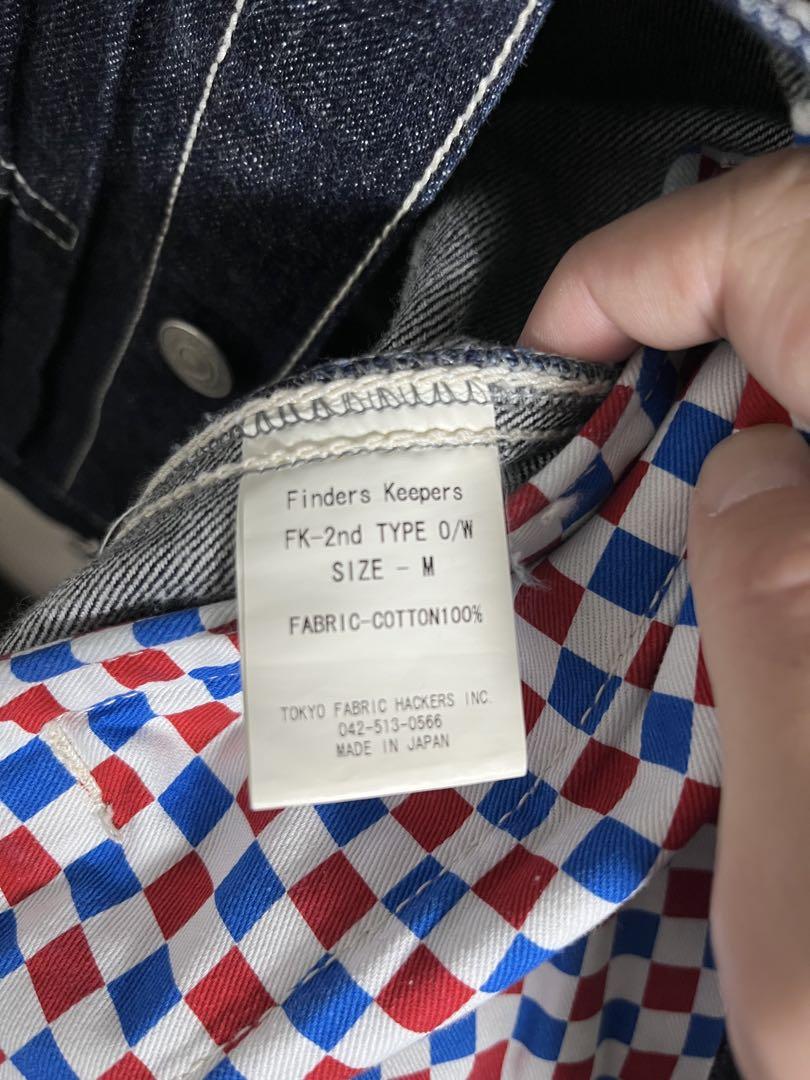 Finders Keepers
FK-2nd TYPE O/W
SIZE - M
FABRIC-COTTON100%
TOKYO FABRIC HACKERS INC.
042-513-0566
MADE IN JAPAN